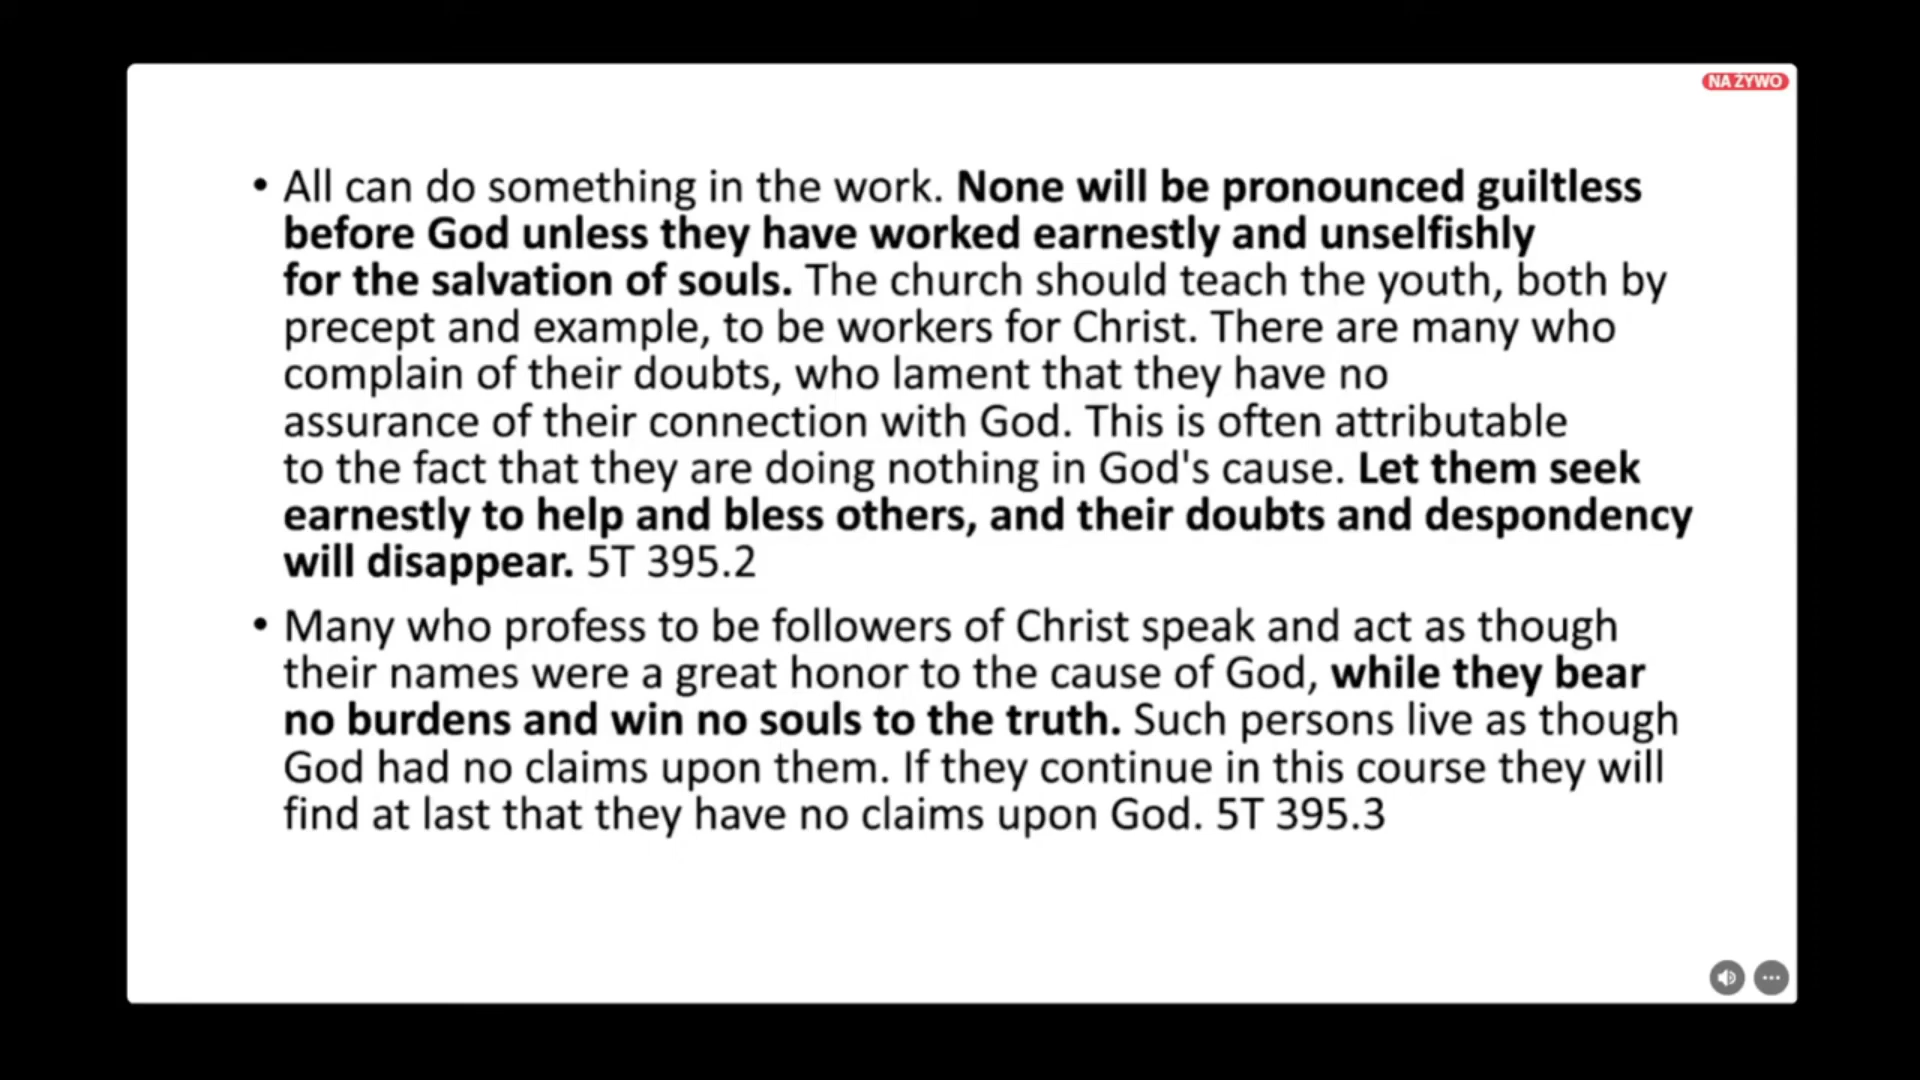 NA ŻYWO
• All can do something in the work. None will be pronounced guiltless
before God unless they have worked earnestly and unselfishly
for the salvation of souls. The church should teach the youth, both by
precept and example, to be workers for Christ. There are many who
complain of their doubts, who lament that they have no
assurance of their connection with God. This is often attributable
to the fact that they are doing nothing in God's cause. Let them seek
earnestly to help and bless others, and their doubts and despondency
will disappear. 5T 395.2
• Many who profess to be followers of Christ speak and act as though
their names were a great honor to the cause of God, while they bear
no burdens and win no souls to the truth. Such persons live as though
God had no claims upon them. If they continue in this course they will
find at last that they have no claims upon God. 5T 395.3